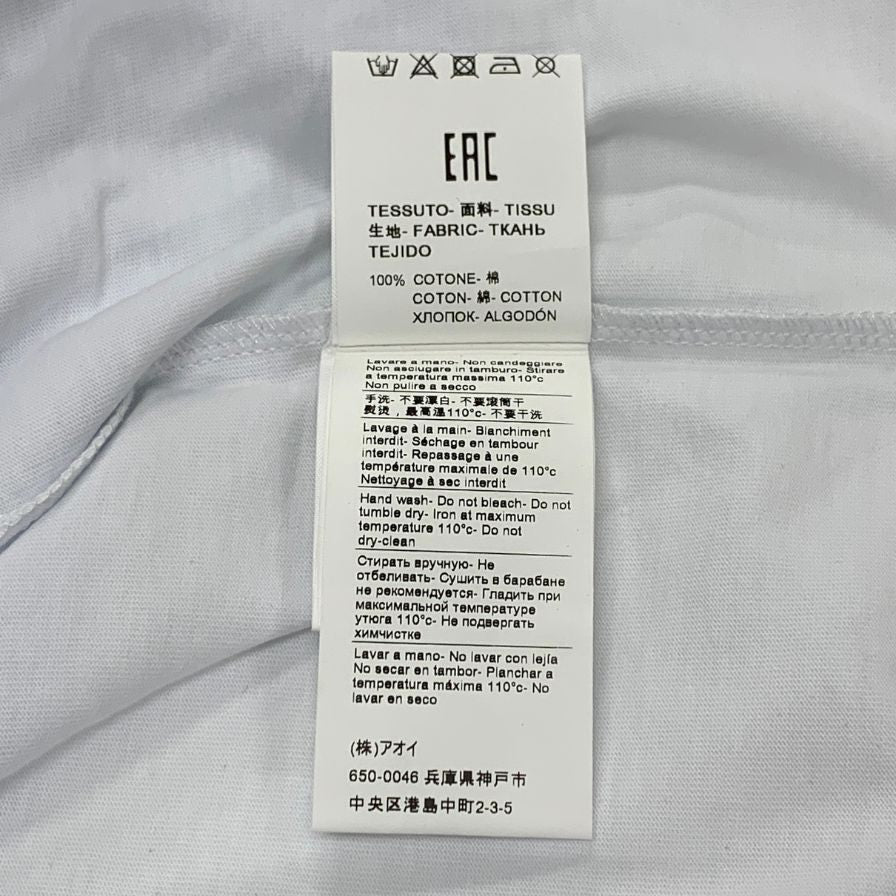 EAC
TESSUTO- 面料- TISSU
生地- FABRIC- ТКАНЬ
TEJIDO
100% COTONE- 棉
COTON- 綿- COTTON
ХЛОПОК- ALGODÓN
Lavare a mano- Non candeggiare
Non asciugare in tamburo- Stirare
a temperatura massima 110°c
Non pulire a secco
手洗- 不要漂白- 不要滚筒干
熨烫，最高温110°c- 不要干洗
Lavage à la main- Blanchiment
interdit- Séchage en tambour
interdit- Repassage à une
température maximale de 110°c
Nettoyage à sec interdit
Hand wash- Do not bleach- Do not
tumble dry- Iron at maximum
temperature 110°c- Do not
dry-clean
Стирать вручную- Не
отбеливать- Сушить в барабане
не рекомендуется- Гладить при
максимальной температуре
утюга 110°c- Не подвергать
химчистке
Lavar a mano- No lavar con lejía
No secar en tambor- Planchar a
temperatura máxima 110°c- No
lavar en seco
(株)アオイ
650-0046 兵庫県神戸市
中央区港島中町2-3-5